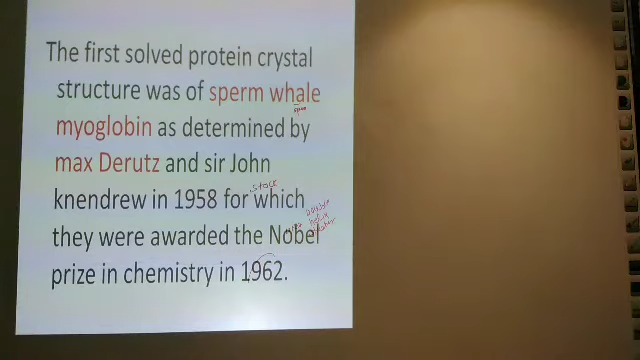 The first solved protein crystal
structure was of sperm whale
myoglobin as determined by
max Derutz and sir John
knendrew in 1958 for which
they were awarded the Nobel
prize in chemistry in 1962.